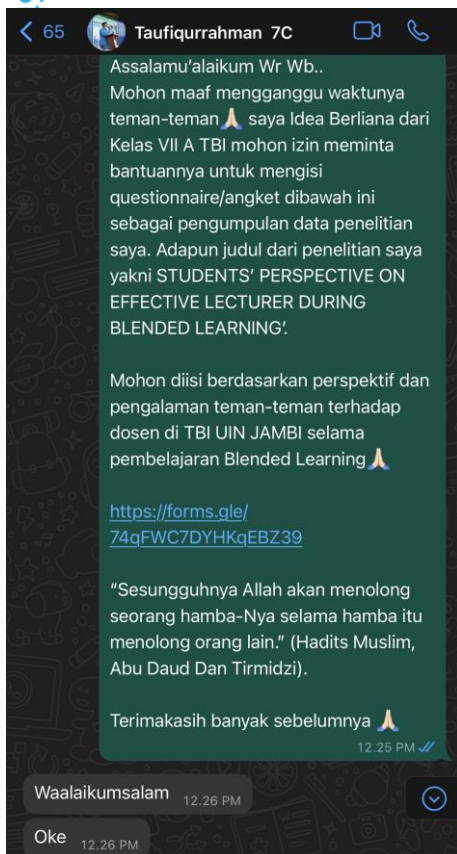 65
Taufiqurrahman 7C
Assalamu'alaikum Wr Wb..
Mohon maaf mengganggu waktunya
teman-teman🙏🏻 saya Idea Berliana dari
Kelas VII A TBI mohon izin meminta
bantuannya untuk mengisi
questionnaire/angket dibawah ini
sebagai pengumpulan data penelitian
saya. Adapun judul dari penelitian saya
yakni STUDENTS' PERSPECTIVE ON
EFFECTIVE LECTURER DURING
BLENDED LEARNING'.
Mohon diisi berdasarkan perspektif dan
pengalaman teman-teman terhadap
dosen di TBI UIN JAMBI selama
pembelajaran Blended Learning🙏🏻
https://forms.gle/
74qFWC7DYHKqEBZ39
“Sesungguhnya Allah akan menolong
seorang hamba-Nya selama hamba itu
menolong orang lain.” (Hadits Muslim,
Abu Daud Dan Tirmidzi).
Terimakasih banyak sebelumnya 🙏🏻
12.25 PM
Waalaikumsalam 12.26 PM
Oke 12.26 PM